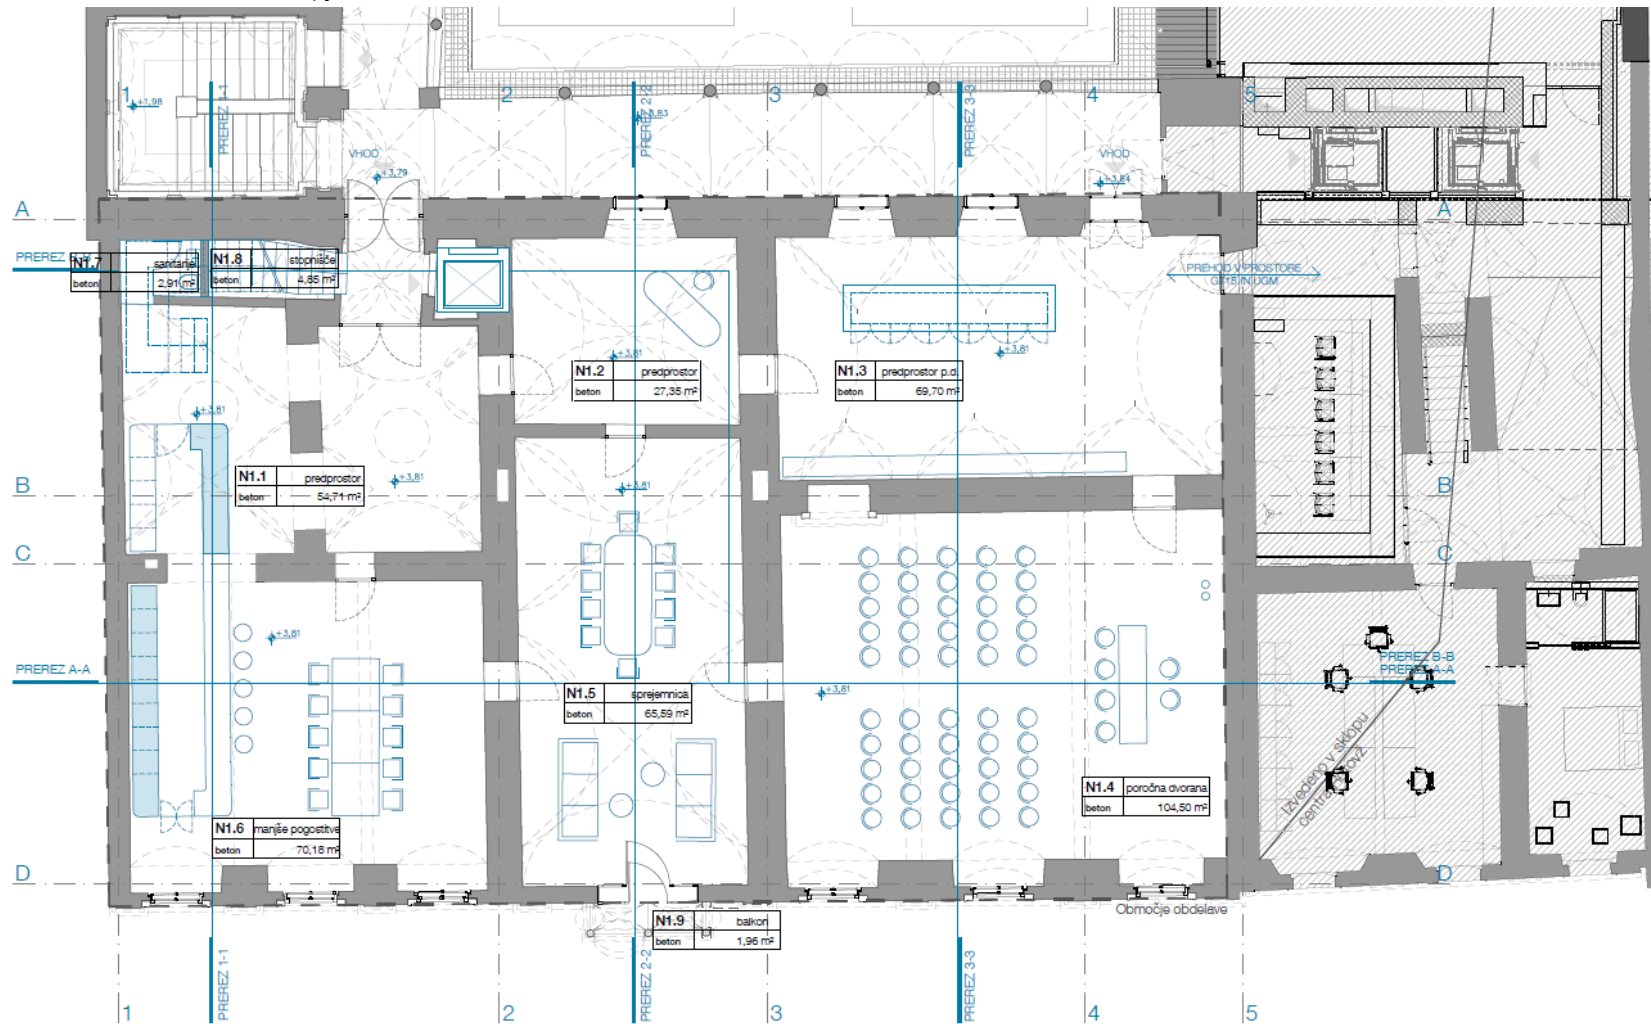 1
PREREZ 1-1
2
PREREZ 2-2
3
PREREZ 3-3
4
5
+1,98
+3,83
VHOD
+3,79
VHOD
+3,84
A
A
PREREZ
N1.7 sanitarije
beton 2,91 m²
N1.8 stopnišče
beton 4,85 m²
PREHOD V PROSTORE
GT15 IN UGM
+3,81
+3,81
N1.2 predprostor
beton 27,35 m²
N1.3 predprostor p.d.
beton 69,70 m²
+3,81
N1.1 predprostor
beton 54,71 m²
+3,81
+3,81
B
B
C
C
+3,81
PREREZ A-A
PREREZ B-B
PREREZ A-A
N1.5 sprejemnica
beton 65,59 m²
+3,81
Izvedeno v sklopu
centra
N1.4 poročna dvorana
beton 104,50 m²
N1.6 manjše pogostitve
beton 70,18 m²
D
D
Območje obdelave
N1.9 balkon
beton 1,96 m²
1
PREREZ 1-1
2
PREREZ 2-2
3
PREREZ 3-3
4
5